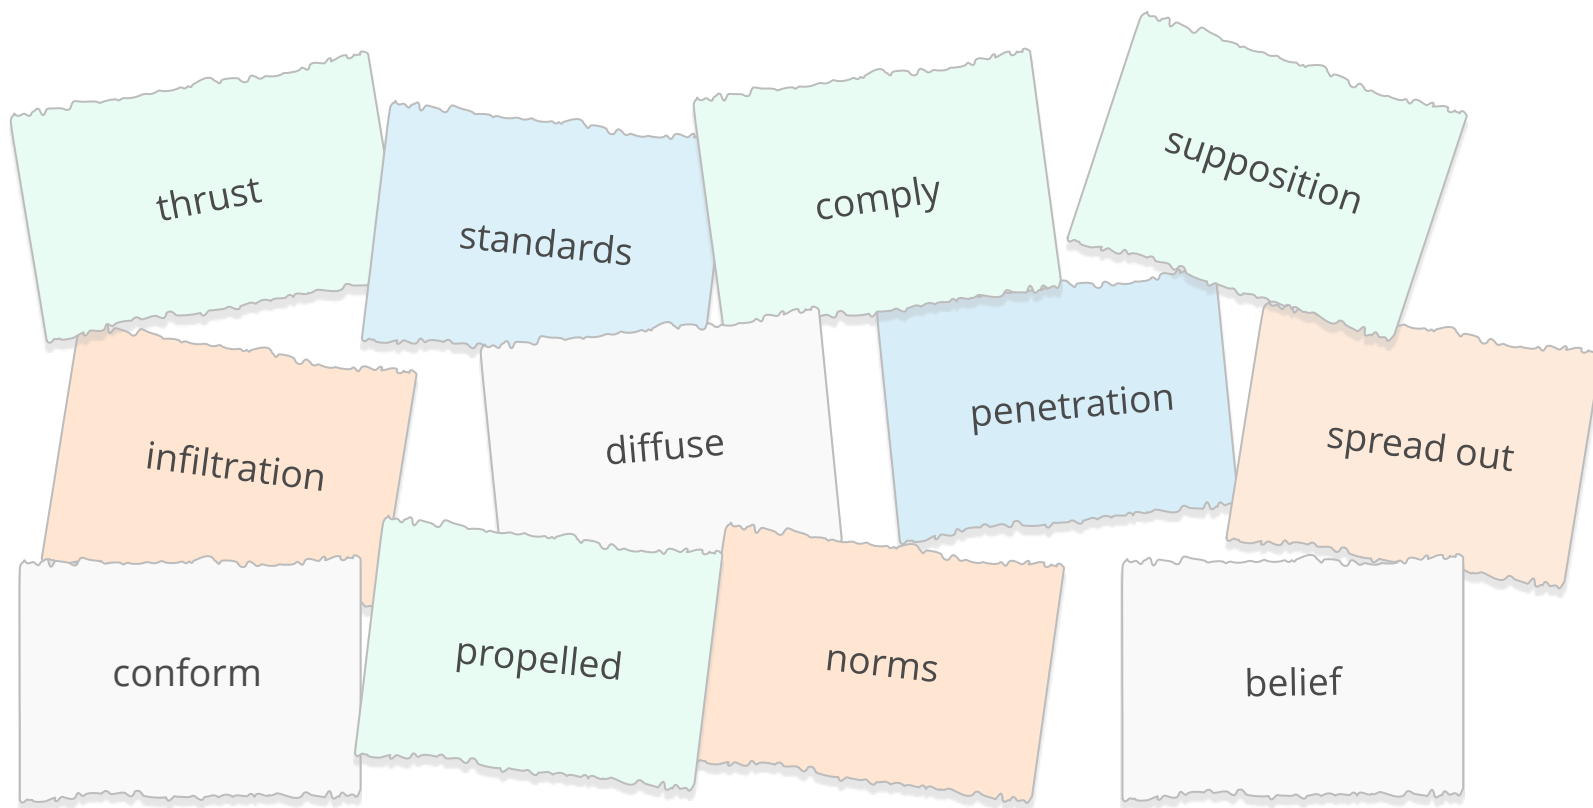 thrust
standards
comply
supposition
infiltration
diffuse
penetration
spread out
conform
propelled
norms
belief